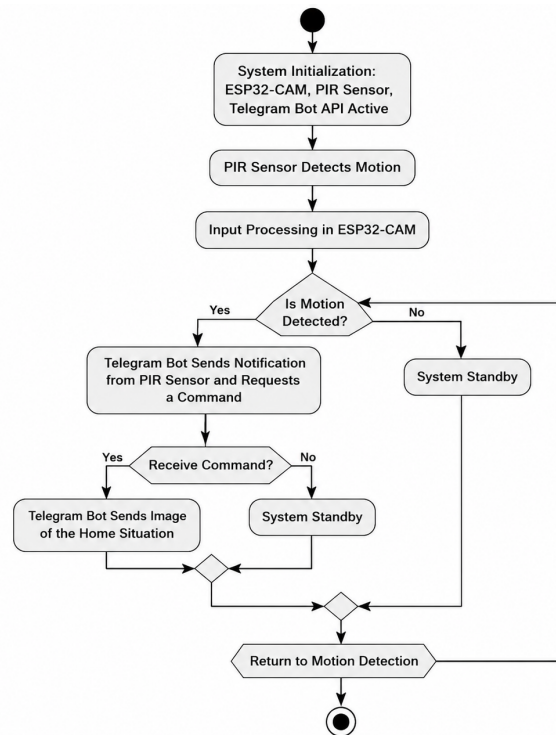 System Initialization:
ESP32-CAM, PIR Sensor,
Telegram Bot API Active
PIR Sensor Detects Motion
Input Processing in ESP32-CAM
Is Motion
Detected?
Yes
No
Telegram Bot Sends Notification
from PIR Sensor and Requests
a Command
System Standby
Receive Command?
Yes
No
Telegram Bot Sends Image
of the Home Situation
System Standby
Return to Motion Detection